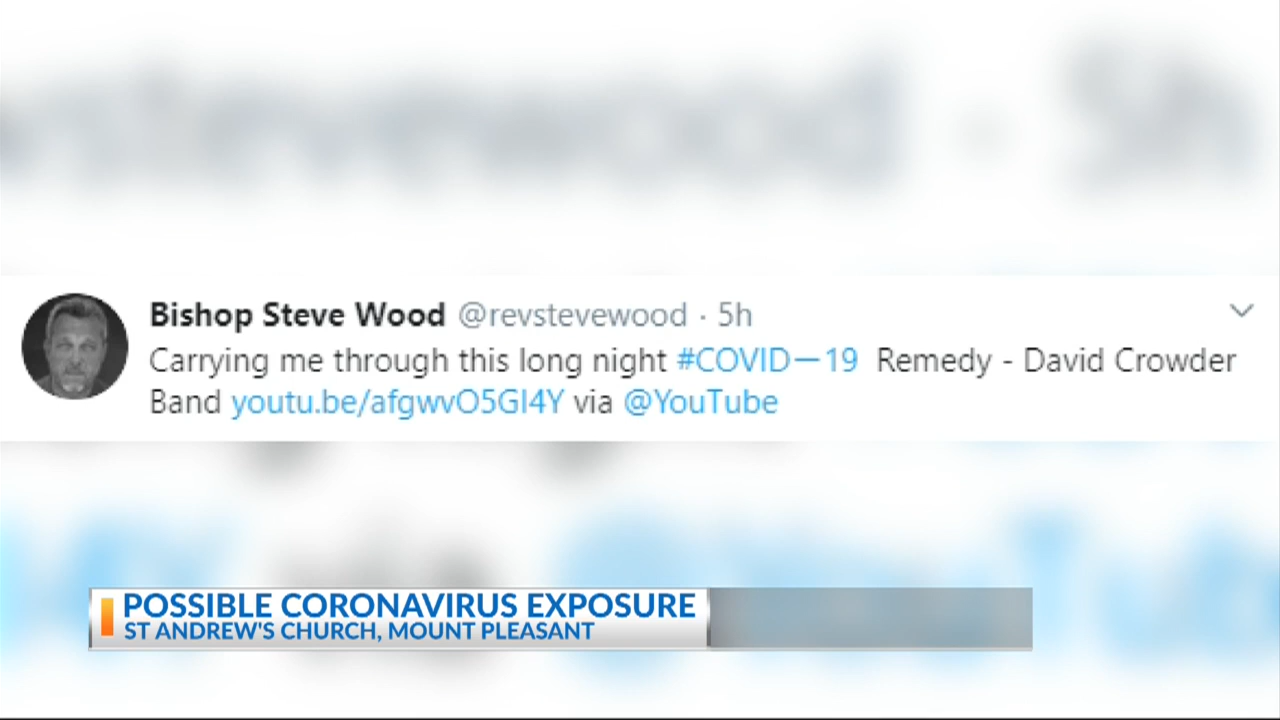 Bishop Steve Wood @revstevewood · 5h
Carrying me through this long night #COVID—19 Remedy - David Crowder
Band youtu.be/afgwvO5GI4Y via @YouTube
POSSIBLE CORONAVIRUS EXPOSURE
ST ANDREW'S CHURCH, MOUNT PLEASANT